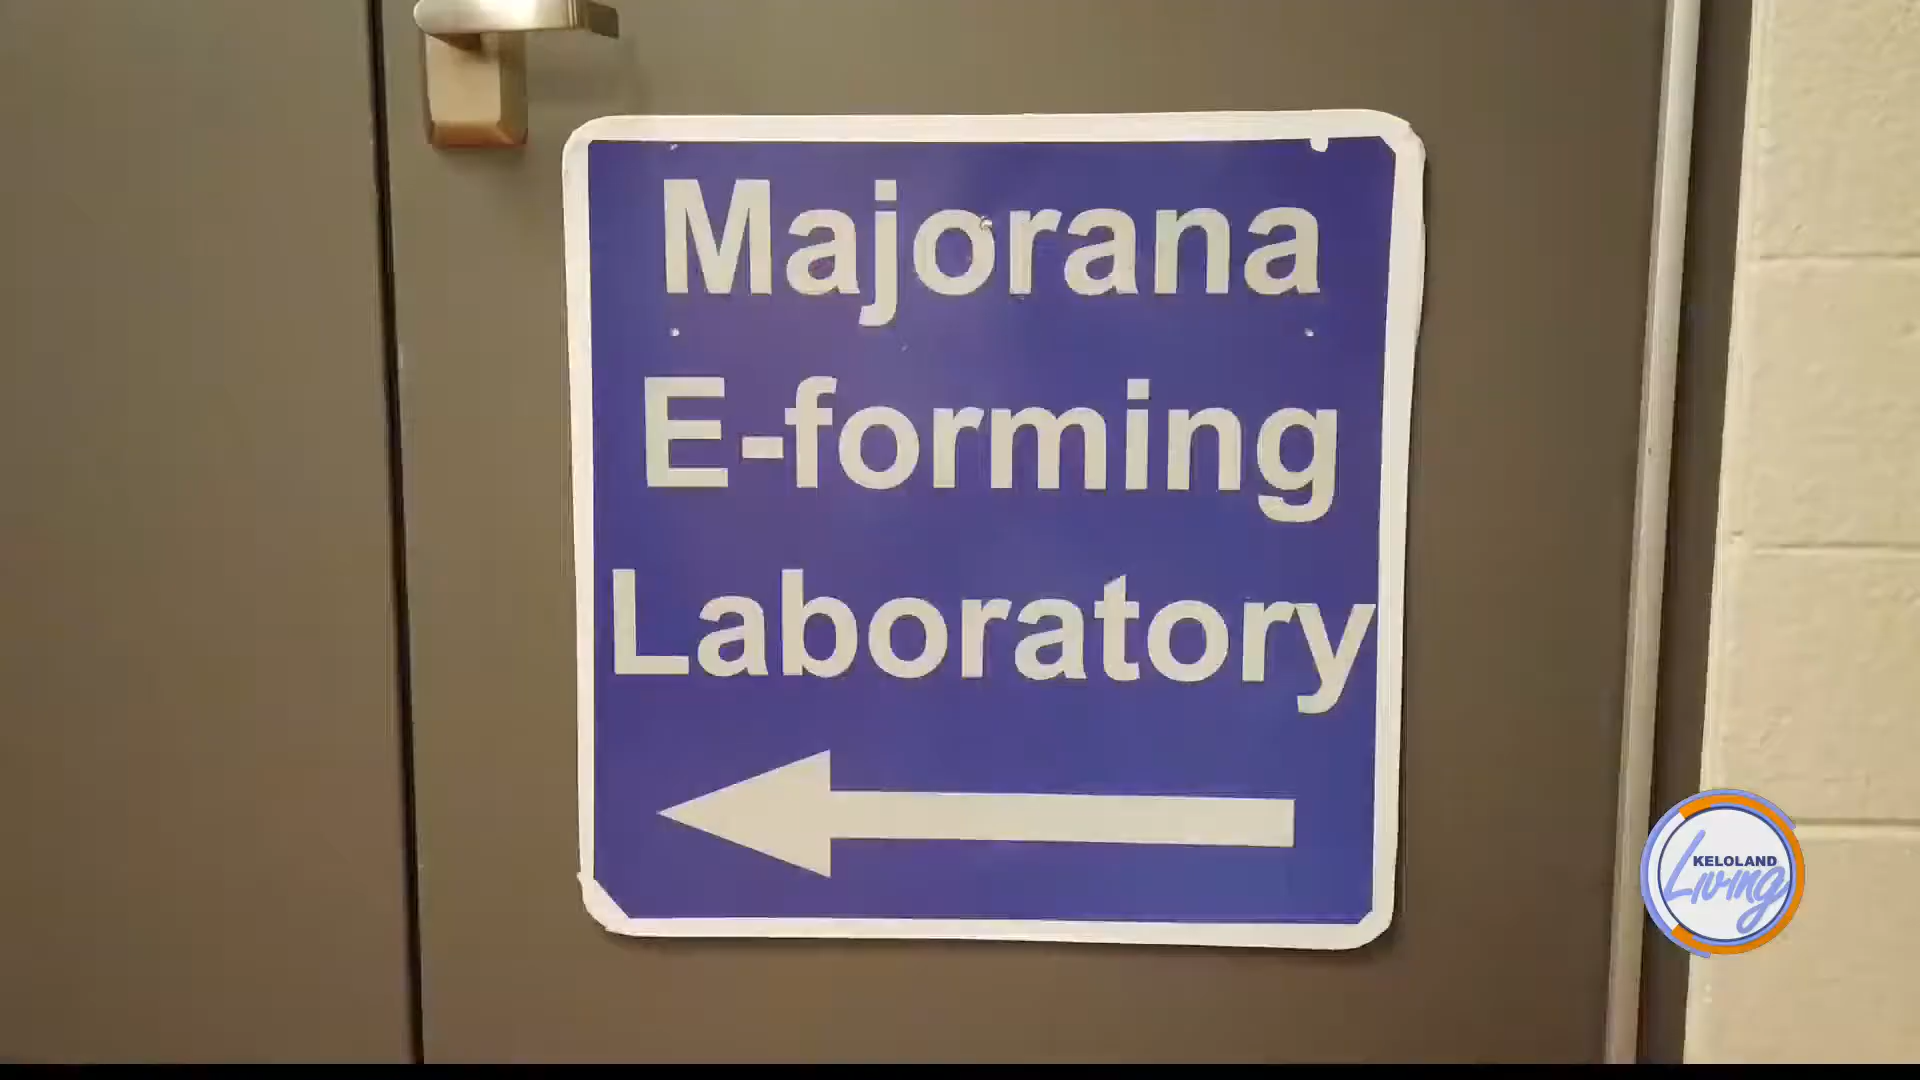 Majorana
E-forming
Laboratory
KELOLAND
Living